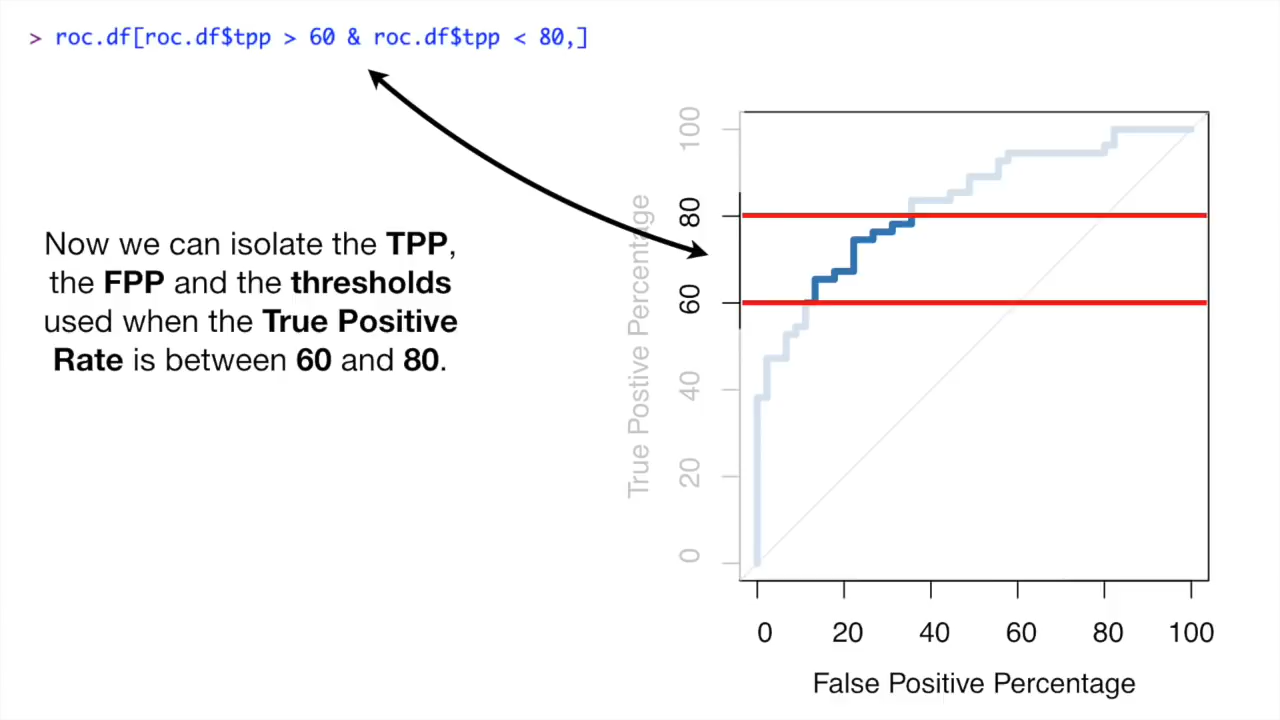 > roc.df[roc.df$tpp > 60 & roc.df$tpp < 80,]
Now we can isolate the TPP,
the FPP and the thresholds
used when the True Positive
Rate is between 60 and 80.
True Postive Percentage
100
80
60
40
20
0
0 20 40 60 80 100
False Positive Percentage